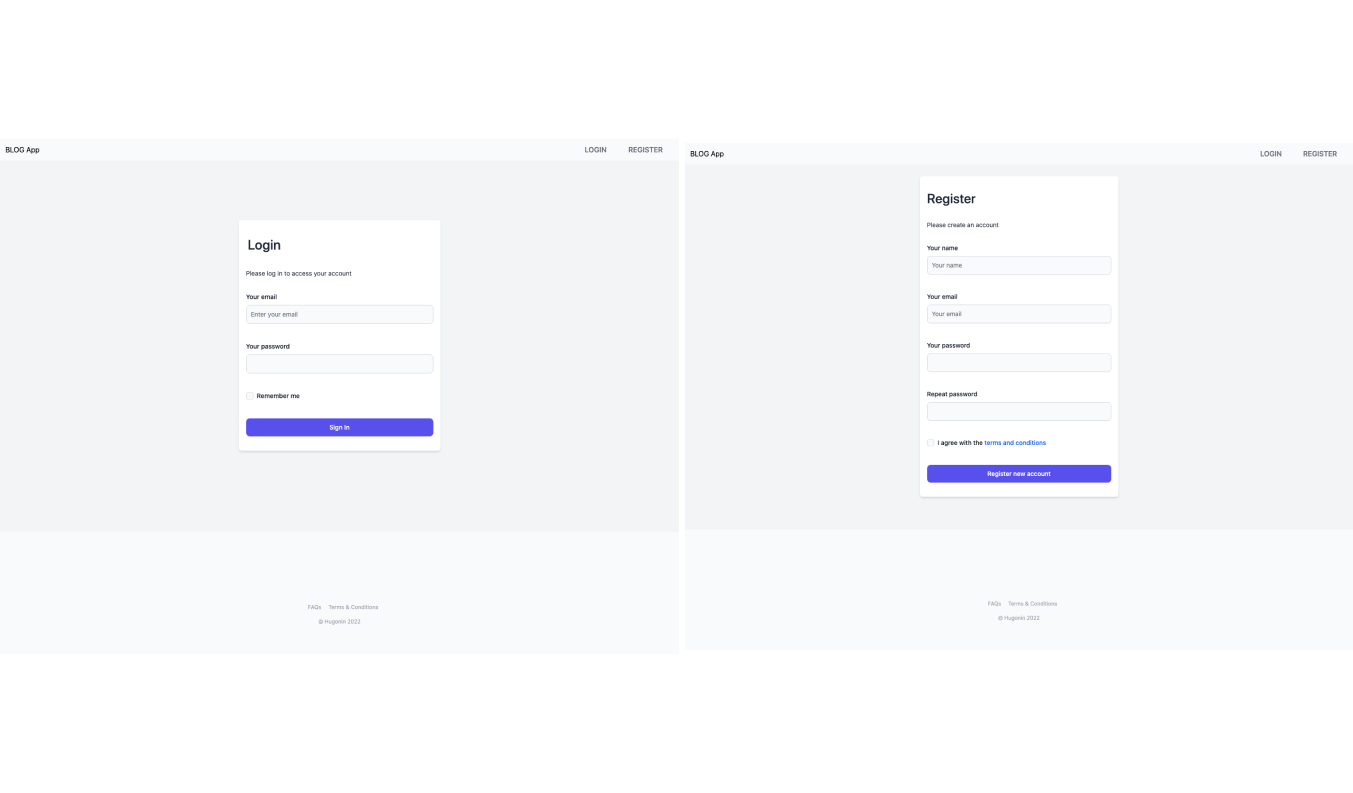 BLOG App
LOGIN REGISTER
Login
Please log in to access your account
Your email
Enter your email
Your password
Remember me
Sign In
FAQs Terms & Conditions
© Hugonin 2022
BLOG App
LOGIN REGISTER
Register
Please create an account
Your name
Your name
Your email
Your email
Your password
Repeat password
I agree with the terms and conditions
Register new account
FAQs Terms & Conditions
© Hugonin 2022